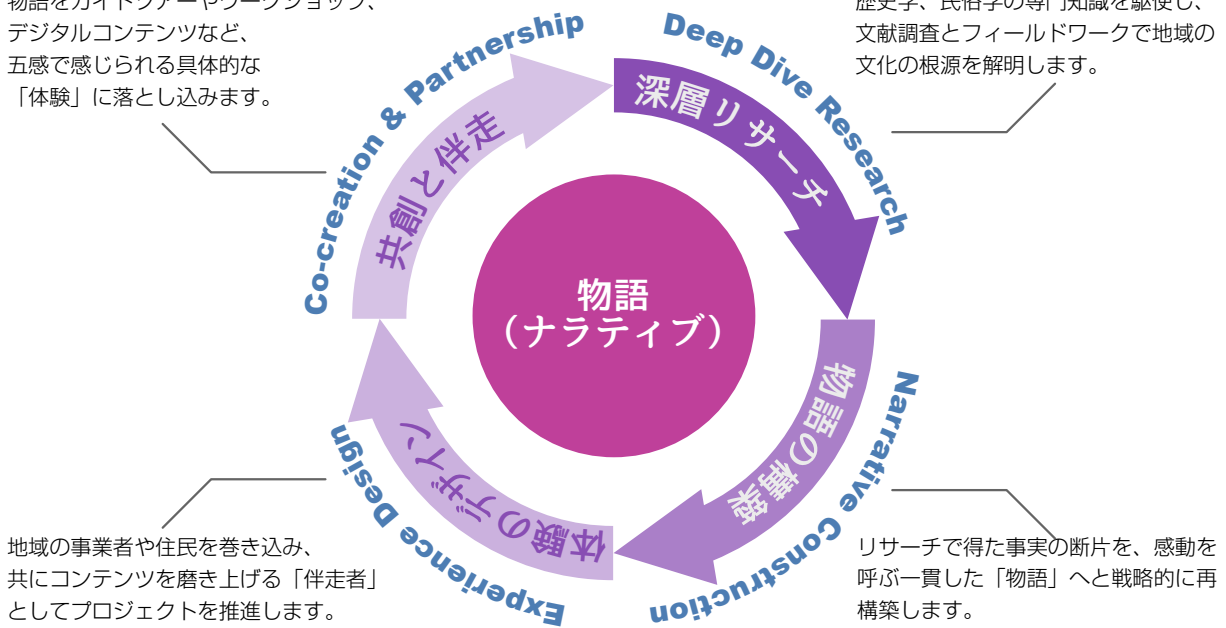 物語をガイドツアーやワークショップ、
デジタルコンテンツなど、
五感で感じられる具体的な
「体験」に落とし込みます。
歴史学、民俗学の専門知識を駆使し、
文献調査とフィールドワークで地域の
文化の根源を解明します。
Co-creation & Partnership
Deep Dive Research
共創と伴走
深層リサーチ
物語
（ナラティブ）
体験のデザイン
物語の構築
Experience Design
Narrative Construction
地域の事業者や住民を巻き込み、
共にコンテンツを磨き上げる「伴走者」
としてプロジェクトを推進します。
リサーチで得た事実の断片を、感動を
呼ぶ一貫した「物語」へと戦略的に再
構築します。